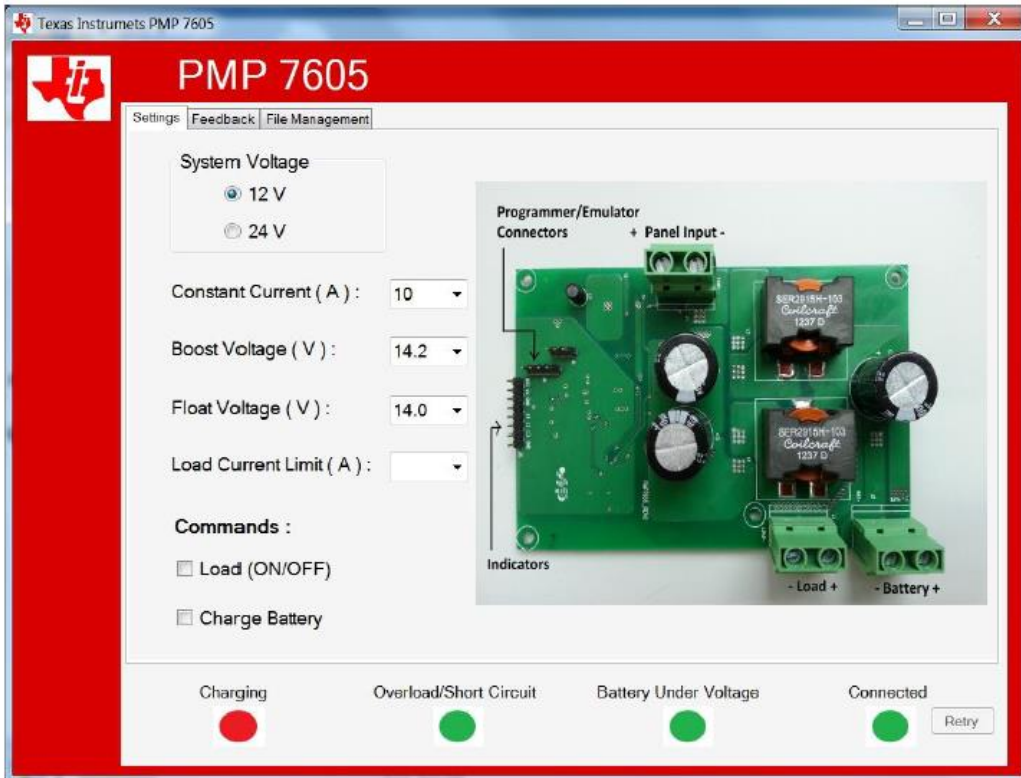 Texas Instrumets PMP 7605
PMP 7605
Settings Feedback File Management
System Voltage
12 V
24 V
Constant Current ( A ) : 10
Boost Voltage ( V ) : 14.2
Float Voltage ( V ) : 14.0
Load Current Limit ( A ) :
Commands :
Load (ON/OFF)
Charge Battery
Programmer/Emulator
Connectors
+ Panel Input -
SER2915H-103
Coilcraft
1237 D
SER2915H-103
Coilcraft
1237 D
Indicators
- Load +
- Battery +
Charging Overload/Short Circuit Battery Under Voltage Connected
Retry